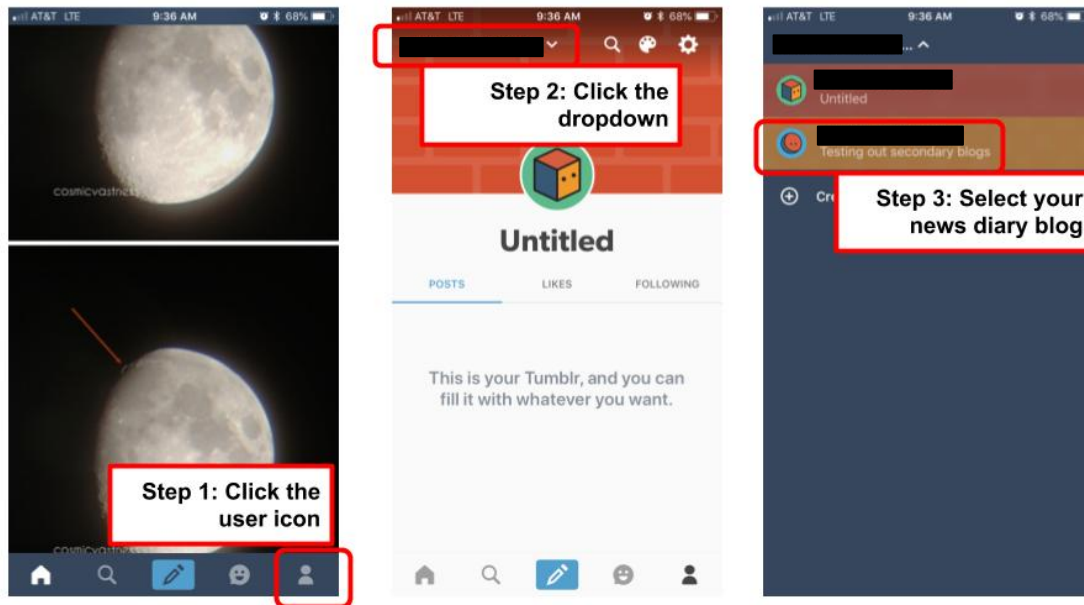 AT&T LTE 9:36 AM 68%
cosmicvastness
Step 1: Click the
user icon
AT&T LTE 9:36 AM 68%
Step 2: Click the
dropdown
Untitled
POSTS LIKES FOLLOWING
This is your Tumblr, and you can
fill it with whatever you want.
AT&T LTE 9:36 AM 68%
...
Untitled
Testing out secondary blogs
Step 3: Select your
news diary blog